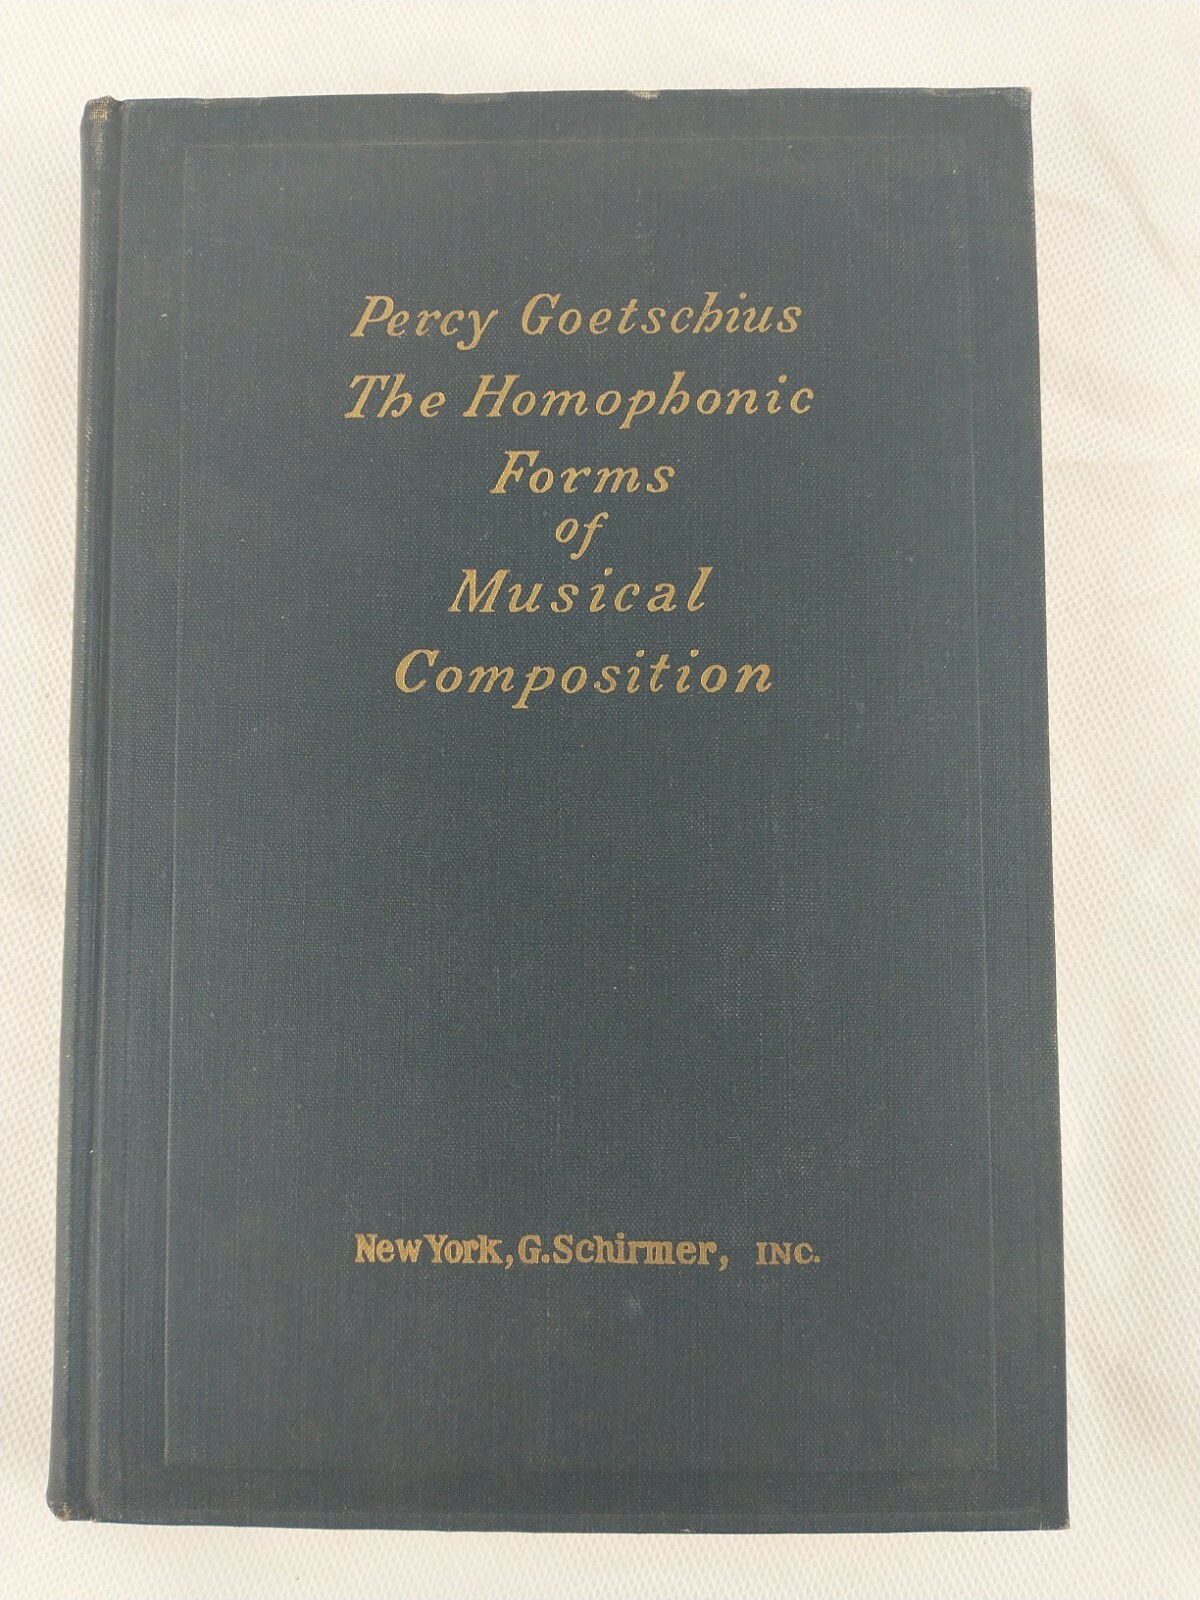 Percy Goetschius
The Homophonic
Forms
of
Musical
Composition
New York, G. Schirmer, INC.